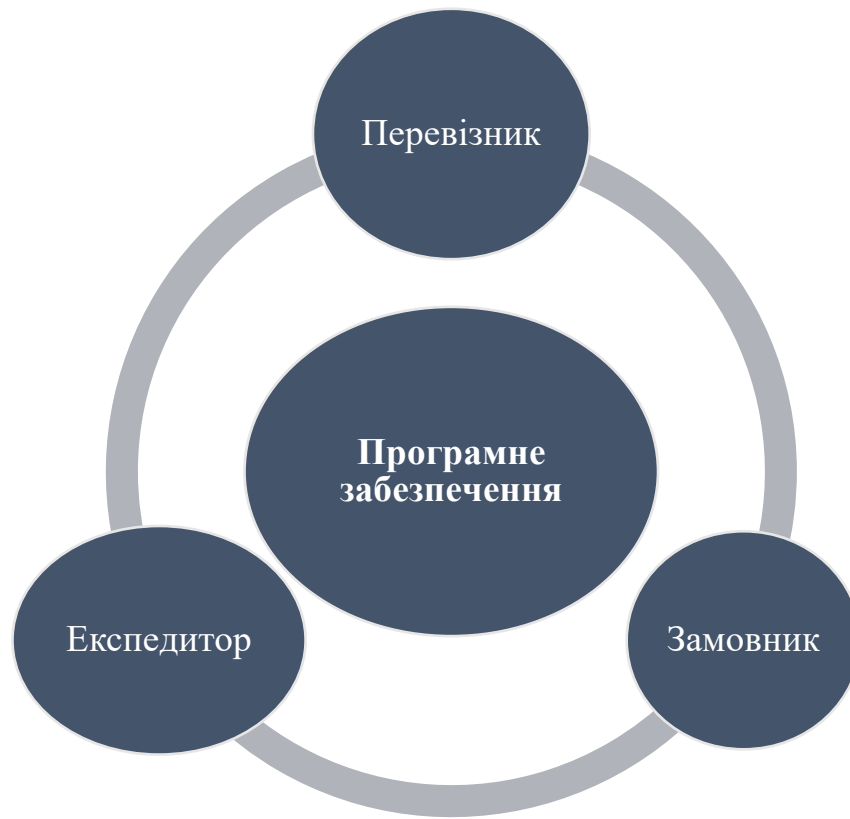 Перевізник
Програмне
забезпечення
Експедитор
Замовник